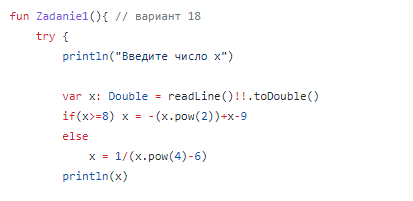 fun Zadanie1(){ // вариант 18
try {
println("Введите число x")
var x: Double = readLine()!!.toDouble()
if(x>=8) x = -(x.pow(2))+x-9
else
x = 1/(x.pow(4)-6)
println(x)